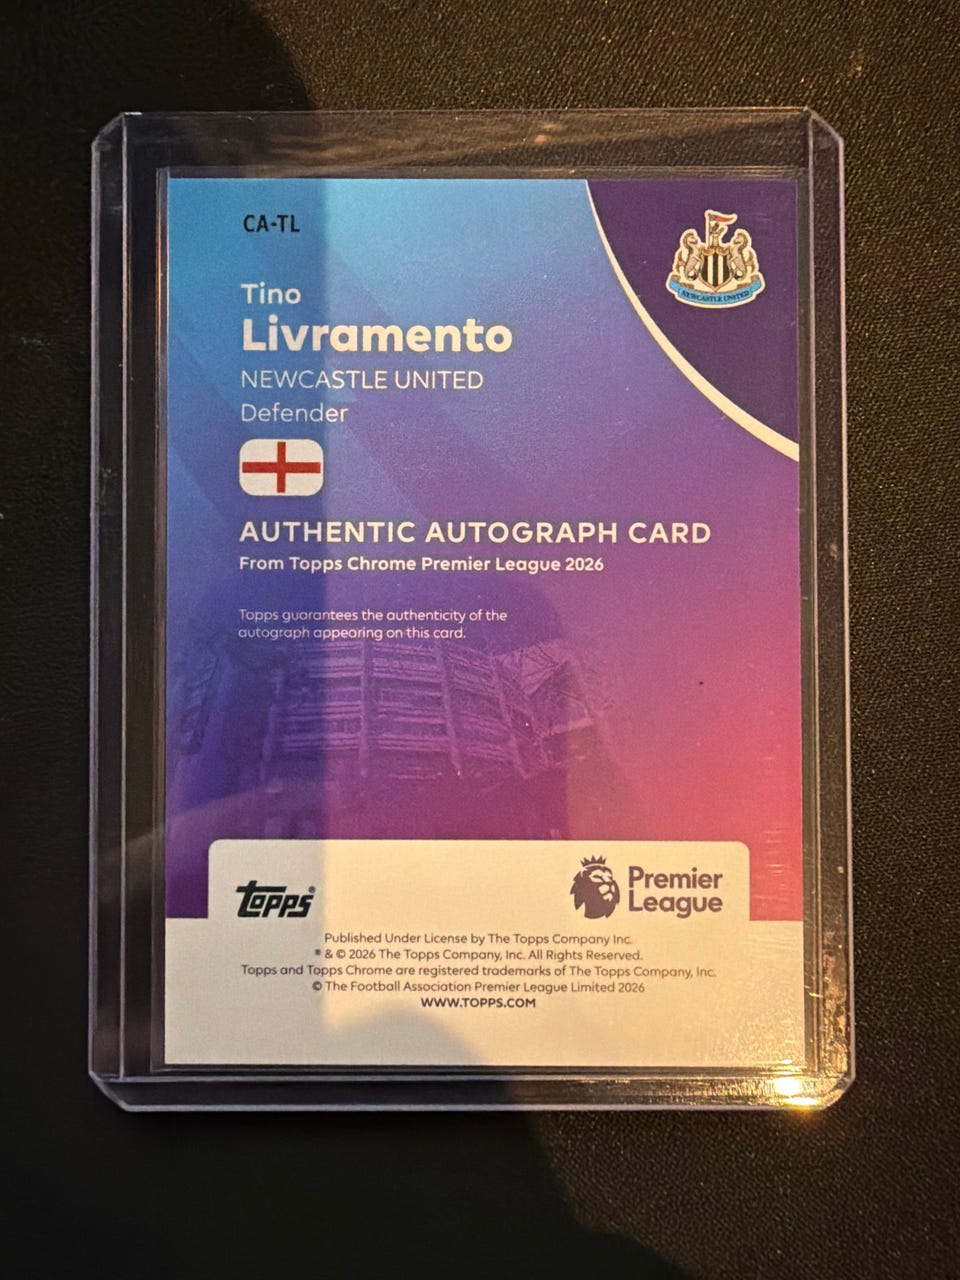 CA-TL
NEWCASTLE UNITED
Tino
Livramento
NEWCASTLE UNITED
Defender
AUTHENTIC AUTOGRAPH CARD
From Topps Chrome Premier League 2026
Topps guarantees the authenticity of the
autograph appearing on this card.
topps®
Premier
League
Published Under License by The Topps Company Inc.
® & © 2026 The Topps Company, Inc. All Rights Reserved.
Topps and Topps Chrome are registered trademarks of The Topps Company, Inc.
© The Football Association Premier League Limited 2026
WWW.TOPPS.COM